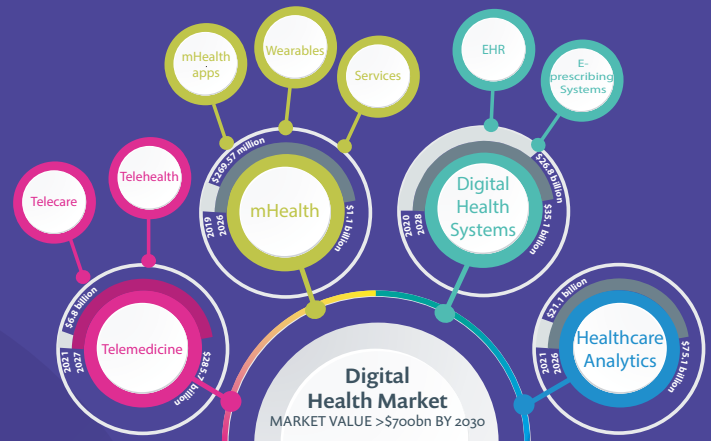 mHealth
apps
Wearables
Services
EHR
E-
prescribing
Systems
Telecare
Telehealth
$269.57 million
2019
2026
$1.1 billion
mHealth
$26.8 billion
2020
2028
$35.1 billion
Digital
Health
Systems
$6.8 billion
2021
2027
$285.7 billion
Telemedicine
$21.1 billion
2021
2026
$75.1 billion
Healthcare
Analytics
Digital
Health Market
MARKET VALUE >$700bn BY 2030